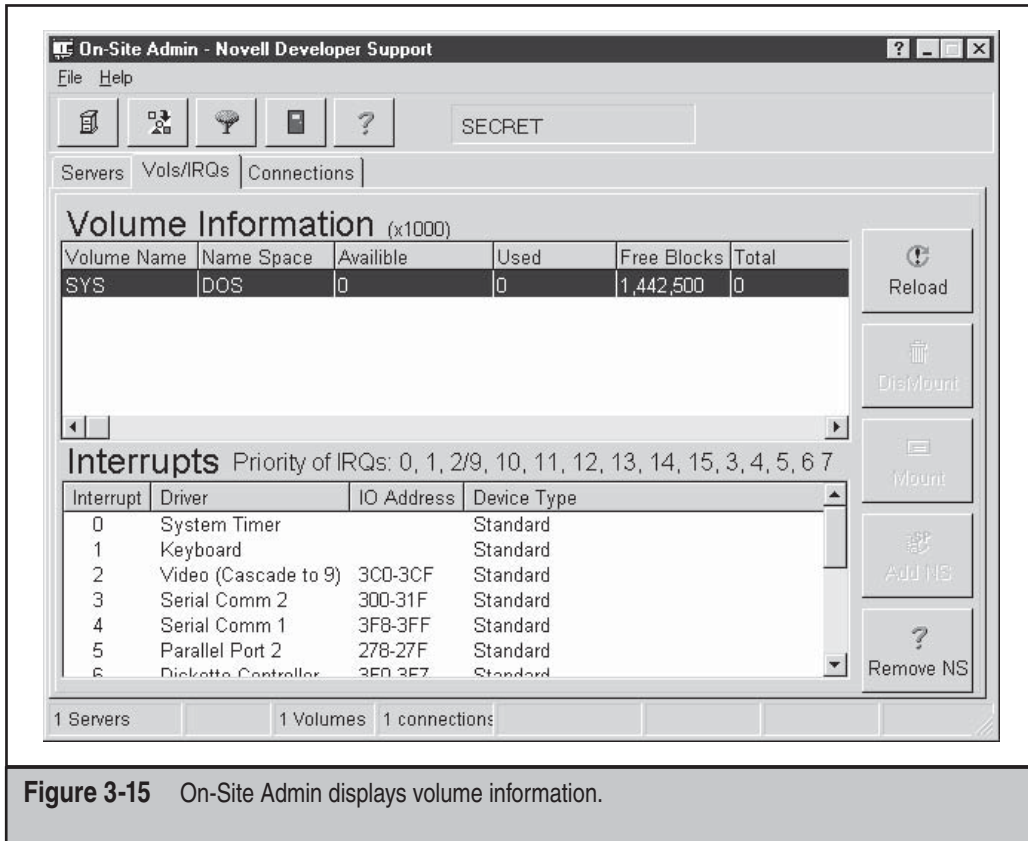 On-Site Admin - Novell Developer Support
File Help
SECRET
Servers Vols/IRQs Connections
Volume Information (x1000)
Volume Name Name Space Availible Used Free Blocks Total
SYS DOS 0 0 1,442,500 0
Reload
DisMount
Mount
Add NS
Remove NS
Interrupts Priority of IRQs: 0, 1, 2/9, 10, 11, 12, 13, 14, 15, 3, 4, 5, 6 7
Interrupt Driver IO Address Device Type
0 System Timer Standard
1 Keyboard Standard
2 Video (Cascade to 9) 3C0-3CF Standard
3 Serial Comm 2 300-31F Standard
4 Serial Comm 1 3F8-3FF Standard
5 Parallel Port 2 278-27F Standard
6 Diskette Controller 3F0-3F7 Standard
1 Servers 1 Volumes 1 connections
Figure 3-15 On-Site Admin displays volume information.